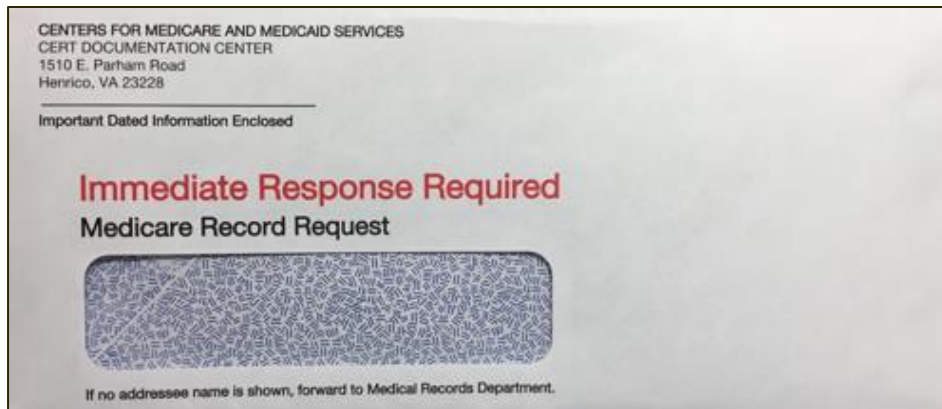 CENTERS FOR MEDICARE AND MEDICAID SERVICES
CERT DOCUMENTATION CENTER
1510 E. Parham Road
Henrico, VA 23228
Important Dated Information Enclosed
Immediate Response Required
Medicare Record Request
If no addressee name is shown, forward to Medical Records Department.